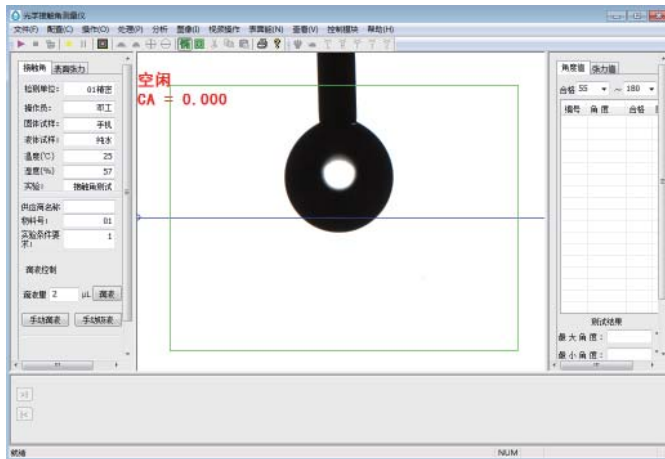 光学接触角测量仪
文件(F) 配置(C) 操作(O) 处理(P) 分析 图像(I) 视频操作 表面能(N) 查看(V) 控制模块 帮助(H)
接触角 表面张力
检测单位: 01精密
操作员: 邓工
固体试样: 手机
液体试样: 纯水
温度(℃) 25
湿度(%) 57
实验: 接触角测试
供应商名称
物料号: 01
实验条件要求: 1
滴液控制
滴液量 2 μL 滴液
手动滴液 手动吸液
空闲
CA = 0.000
角度值 张力值
合格 55 ~ 180
编号 角度 合格
测试结果
最大角度:
最小角度:
就绪
NUM